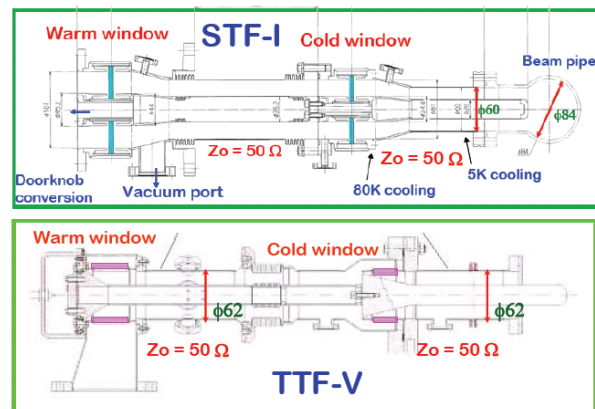 Warm window
STF-I
Cold window
Beam pipe
ϕ60
ϕ84
Zo = 50 Ω
Zo = 50 Ω
5K cooling
80K cooling
Doorknob
conversion
Vacuum port
Warm window
Cold window
ϕ62
ϕ62
Zo = 50 Ω
Zo = 50 Ω
TTF-V